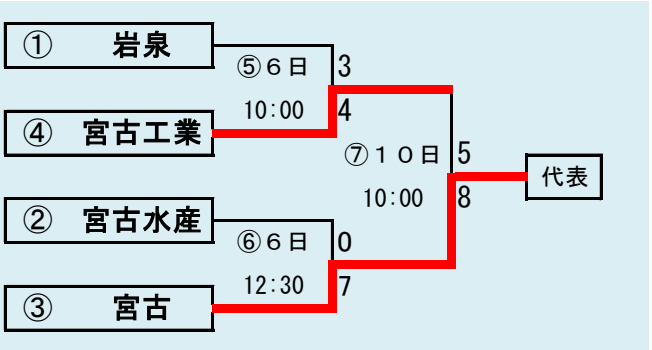 ① 岩泉
⑤６日 3
10:00 4
④ 宮古工業
⑦１０日 5
10:00 8
代表
② 宮古水産
⑥６日 0
12:30 7
③ 宮古